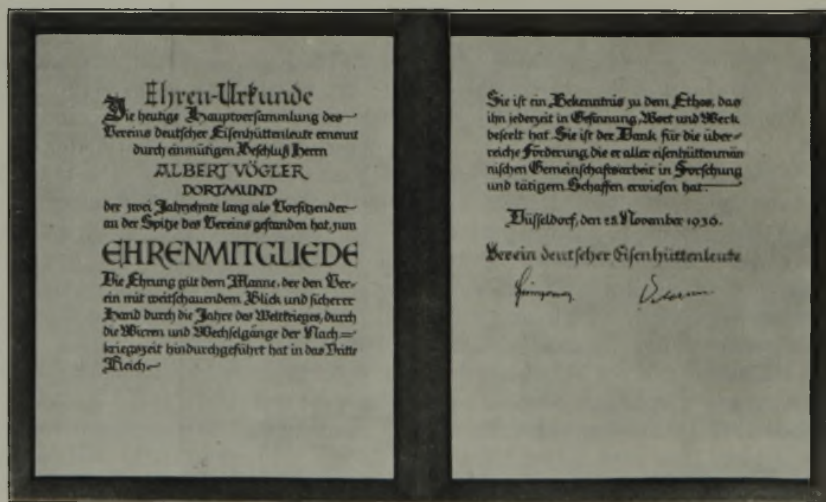 Ehren-Urkunde
Die heutige Hauptversammlung des
Vereins deutscher Eisenhüttenleute ernennt
durch einmütigen Beschluß Herrn
ALBERT VÖGLER
DORTMUND
der zwei Jahrzehnte lang als Vorsitzender
an der Spitze des Vereins gestanden hat, zum
EHRENMITGLIEDE
Die Ehrung gilt dem Manne, der den Ver-
ein mit weitschauendem Blick und sicherer
Hand durch die Jahre des Weltkrieges, durch
die Wirren und Wechselgänge der Nach-
kriegszeit hindurchgeführt hat in das Dritte
Reich.
Sie ist ein Bekenntnis zu dem Ethos, das
ihn jederzeit in Gesinnung, Wort und Werk
beseelt hat. Sie ist der Dank für die über-
reiche Förderung, die er aller eisenhüttenmän
nischen Gemeinschaftsarbeit in Forschung
und tätigem Schaffen erwiesen hat.
Düsseldorf, den 28. November 1936.
Verein deutscher Eisenhüttenleute